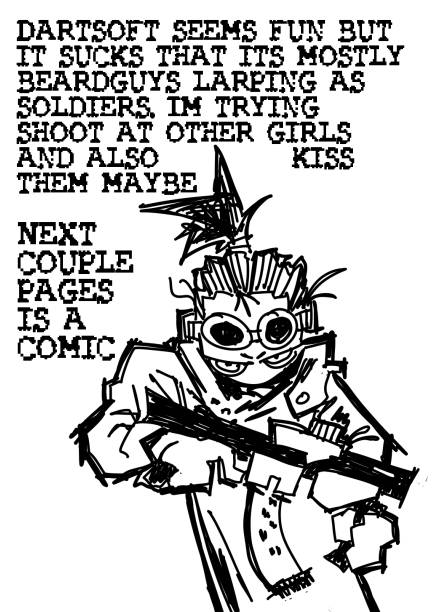 DARTSOFT SEEMS FUN BUT
IT SUCKS THAT ITS MOSTLY
BEARDGUYS LARPING AS
SOLDIERS. IM TRYING
SHOOT AT OTHER GIRLS
AND ALSO KISS
THEM MAYBE
NEXT
COUPLE
PAGES
IS A
COMIC